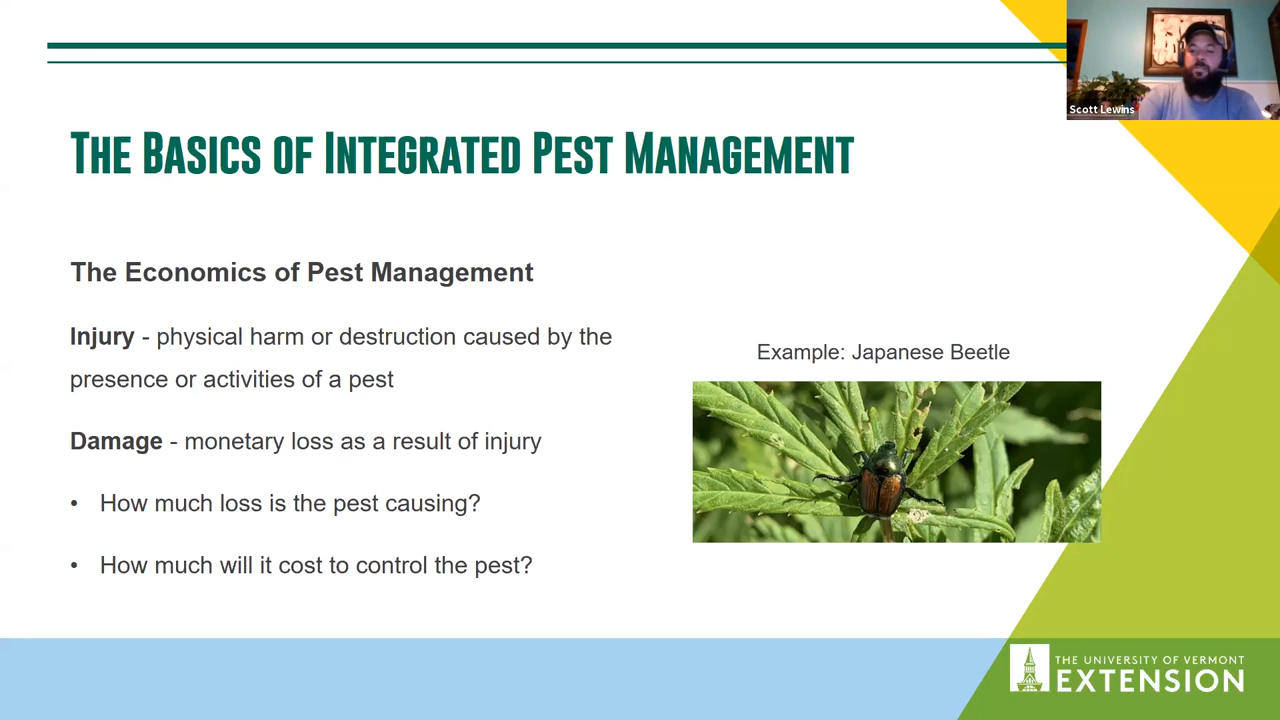 Scott Lewins
The Basics of Integrated Pest Management
The Economics of Pest Management
Injury - physical harm or destruction caused by the
presence or activities of a pest
Damage - monetary loss as a result of injury
• How much loss is the pest causing?
• How much will it cost to control the pest?
Example: Japanese Beetle
THE UNIVERSITY OF VERMONT
EXTENSION